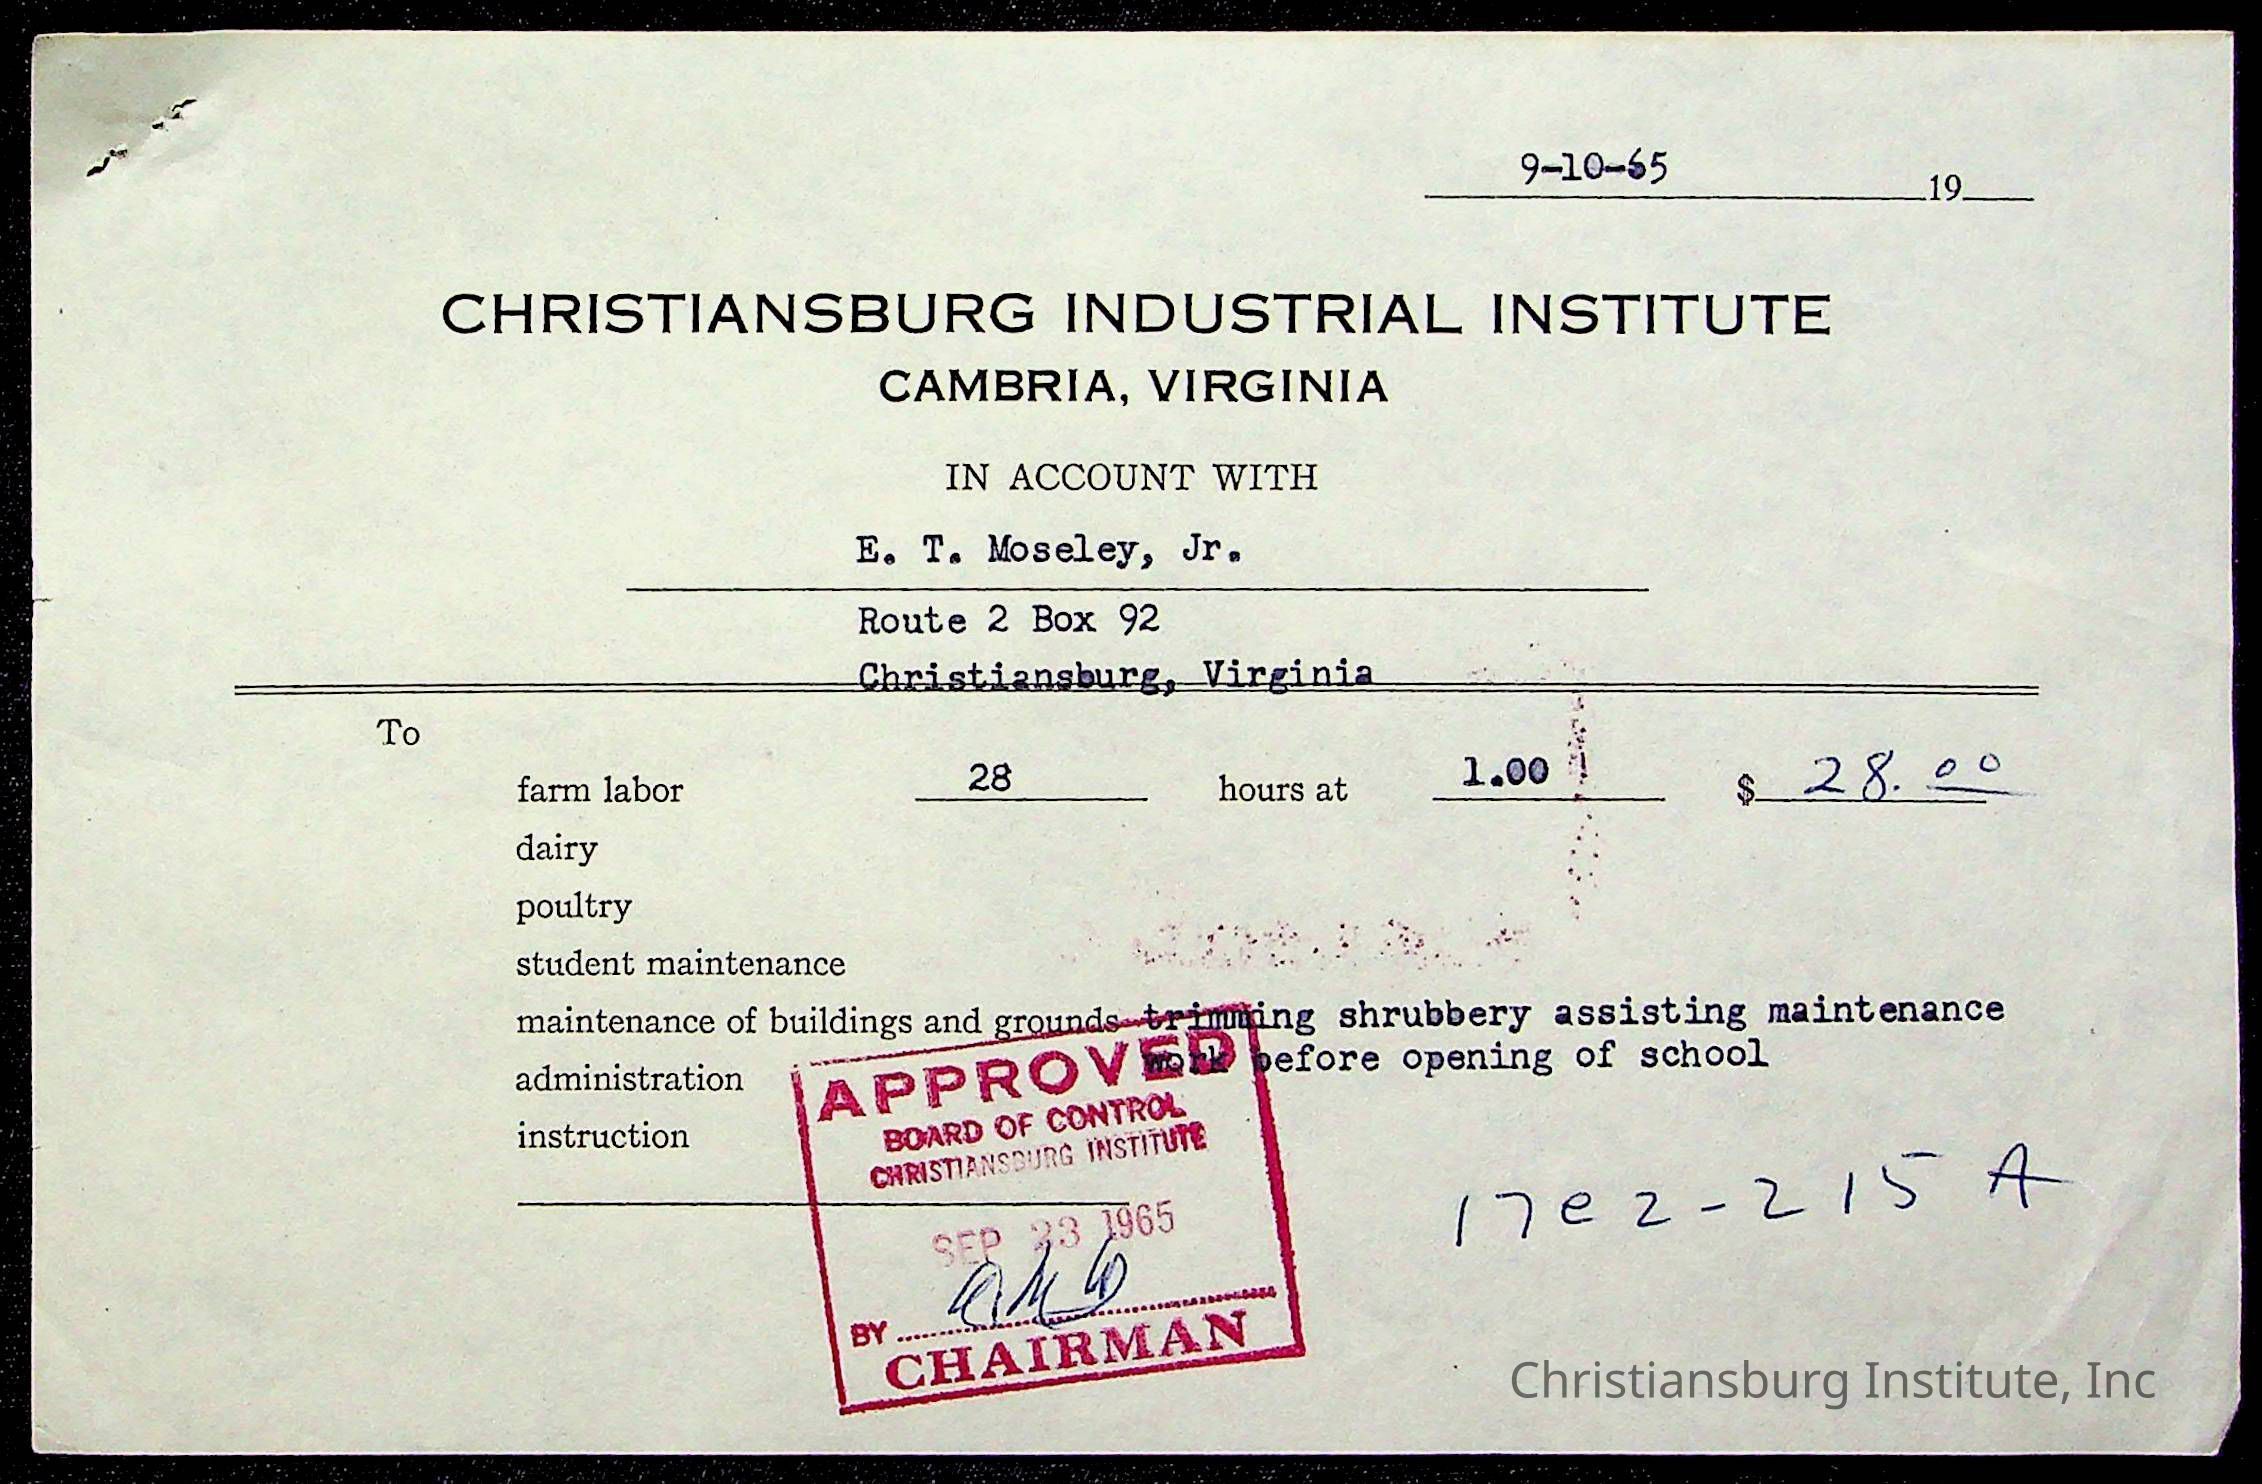 9-10-65 19
CHRISTIANSBURG INDUSTRIAL INSTITUTE
CAMBRIA, VIRGINIA
IN ACCOUNT WITH
E. T. Moseley, Jr.
Route 2 Box 92
Christiansburg, Virginia
To
farm labor 28 hours at 1.00 $ 28.00
dairy
poultry
student maintenance
maintenance of buildings and grounds trimming shrubbery assisting maintenance
work before opening of school
administration
instruction
APPROVED
BOARD OF CONTROL
CHRISTIANSBURG INSTITUTE
SEP 23 1965
BY
CHAIRMAN
17e2-215 A
Christiansburg Institute, Inc